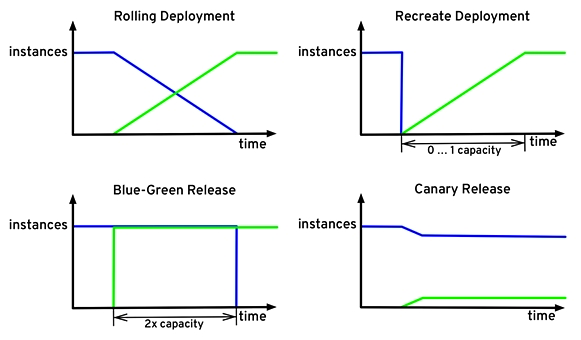 Rolling Deployment
instances
time
Recreate Deployment
instances
0 ... 1 capacity
time
Blue-Green Release
instances
2x capacity
time
Canary Release
instances
time